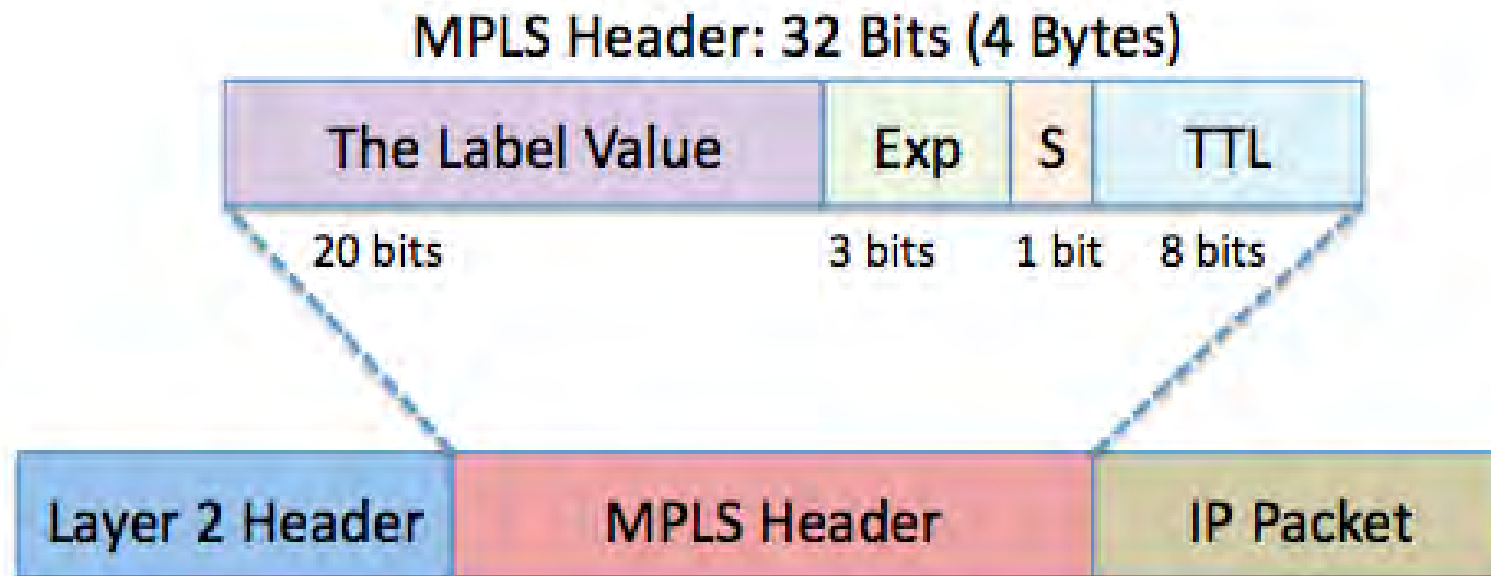 MPLS Header: 32 Bits (4 Bytes)
The Label Value Exp S TTL
20 bits 3 bits 1 bit 8 bits
Layer 2 Header MPLS Header IP Packet